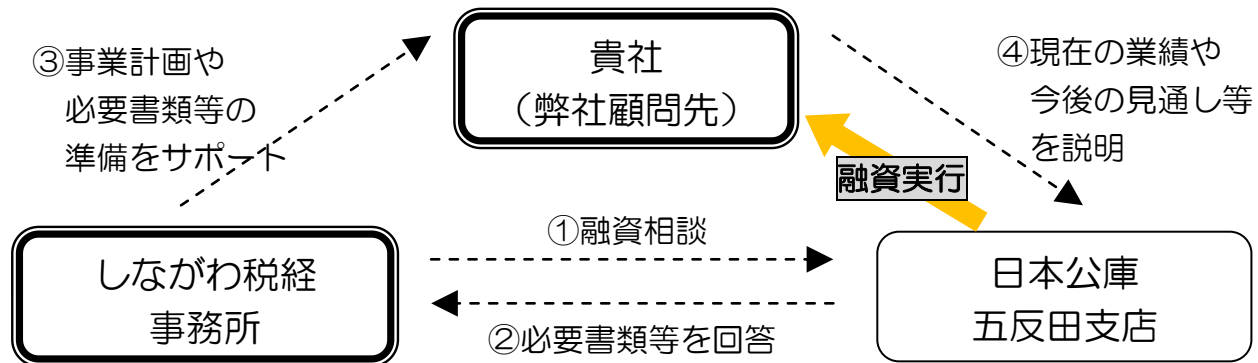 ③事業計画や
必要書類等の
準備をサポート
貴社
（弊社顧問先）
④現在の業績や
今後の見通し等
を説明
融資実行
①融資相談
しながわ税経
事務所
②必要書類等を回答
日本公庫
五反田支店